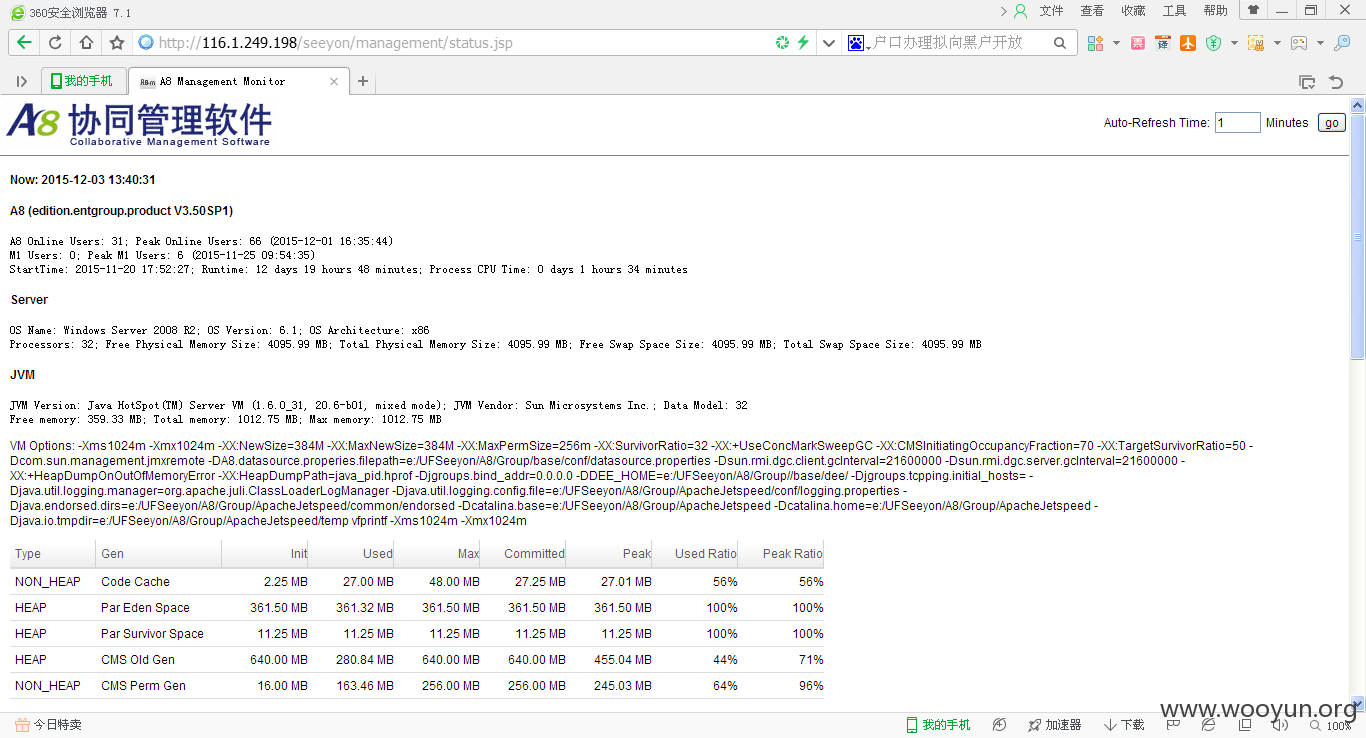 360安全浏览器 7.1
文件 查看 收藏 工具 帮助
http://116.1.249.198/seeyon/management/status.jsp
户口办理拟向黑户开放
我的手机
A8-m A8 Management Monitor
A8 协同管理软件
Collaborative Management Software
Auto-Refresh Time: 1 Minutes go
Now: 2015-12-03 13:40:31
A8 (edition.entgroup.product V3.50SP1)
A8 Online Users: 31; Peak Online Users: 66 (2015-12-01 16:35:44)
M1 Users: 0; Peak M1 Users: 6 (2015-11-25 09:54:35)
StartTime: 2015-11-20 17:52:27; Runtime: 12 days 19 hours 48 minutes; Process CPU Time: 0 days 1 hours 34 minutes
Server
OS Name: Windows Server 2008 R2; OS Version: 6.1; OS Architecture: x86
Processors: 32; Free Physical Memory Size: 4095.99 MB; Total Physical Memory Size: 4095.99 MB; Free Swap Space Size: 4095.99 MB; Total Swap Space Size: 4095.99 MB
JVM
JVM Version: Java HotSpot(TM) Server VM (1.6.0_31, 20.6-b01, mixed mode); JVM Vendor: Sun Microsystems Inc.; Data Model: 32
Free memory: 359.33 MB; Total memory: 1012.75 MB; Max memory: 1012.75 MB
VM Options: -Xms1024m -Xmx1024m -XX:NewSize=384M -XX:MaxNewSize=384M -XX:MaxPermSize=256m -XX:SurvivorRatio=32 -XX:+UseConcMarkSweepGC -XX:CMSInitiatingOccupancyFraction=70 -XX:TargetSurvivorRatio=50 -
Dcom.sun.management.jmxremote -DA8.datasource.properies.filepath=e:/UFSeeyon/A8/Group/base/conf/datasource.properties -Dsun.rmi.dgc.client.gcInterval=21600000 -Dsun.rmi.dgc.server.gcInterval=21600000 -
XX:+HeapDumpOnOutOfMemoryError -XX:HeapDumpPath=java_pid.hprof -Djgroups.bind_addr=0.0.0.0 -DDEE_HOME=e:/UFSeeyon/A8/Group//base/dee/ -Djgroups.tcpping.initial_hosts= -
Djava.util.logging.manager=org.apache.juli.ClassLoaderLogManager -Djava.util.logging.config.file=e:/UFSeeyon/A8/Group/ApacheJetspeed/conf/logging.properties -
Djava.endorsed.dirs=e:/UFSeeyon/A8/Group/ApacheJetspeed/common/endorsed -Dcatalina.base=e:/UFSeeyon/A8/Group/ApacheJetspeed -Dcatalina.home=e:/UFSeeyon/A8/Group/ApacheJetspeed -
Djava.io.tmpdir=e:/UFSeeyon/A8/Group/ApacheJetspeed/temp vfprintf -Xms1024m -Xmx1024m
Type Gen Init Used Max Committed Peak Used Ratio Peak Ratio
NON_HEAP Code Cache 2.25 MB 27.00 MB 48.00 MB 27.25 MB 27.01 MB 56% 56%
HEAP Par Eden Space 361.50 MB 361.32 MB 361.50 MB 361.50 MB 361.50 MB 100% 100%
HEAP Par Survivor Space 11.25 MB 11.25 MB 11.25 MB 11.25 MB 11.25 MB 100% 100%
HEAP CMS Old Gen 640.00 MB 280.84 MB 640.00 MB 640.00 MB 455.04 MB 44% 71%
NON_HEAP CMS Perm Gen 16.00 MB 163.46 MB 256.00 MB 256.00 MB 245.03 MB 64% 96%
www.wooyun.org
今日特卖 我的手机 加速器 下载 100%